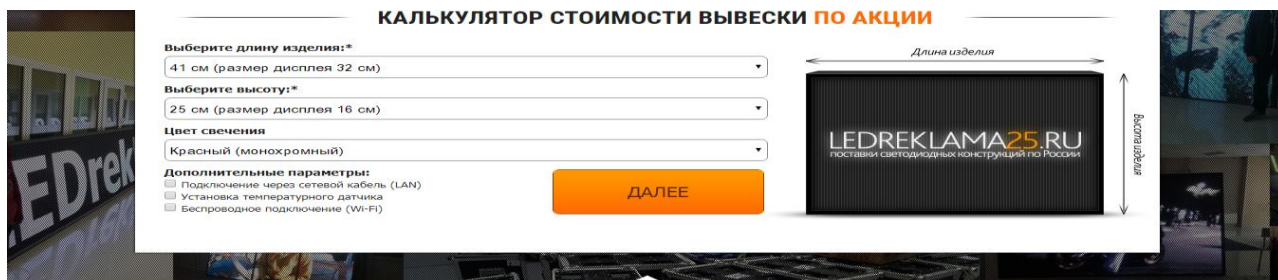 КАЛЬКУЛЯТОР СТОИМОСТИ ВЫВЕСКИ ПО АКЦИИ
Выберите длину изделия:*
41 см (размер дисплея 32 см)
Выберите высоту:*
25 см (размер дисплея 16 см)
Цвет свечения
Красный (монохромный)
Дополнительные параметры:
Подключение через сетевой кабель (LAN)
Установка температурного датчика
Беспроводное подключение (Wi-Fi)
ДАЛЕЕ
Длина изделия
LEDREKLAMA25.RU
поставки светодиодных конструкций по России
Высота изделия
EDrek